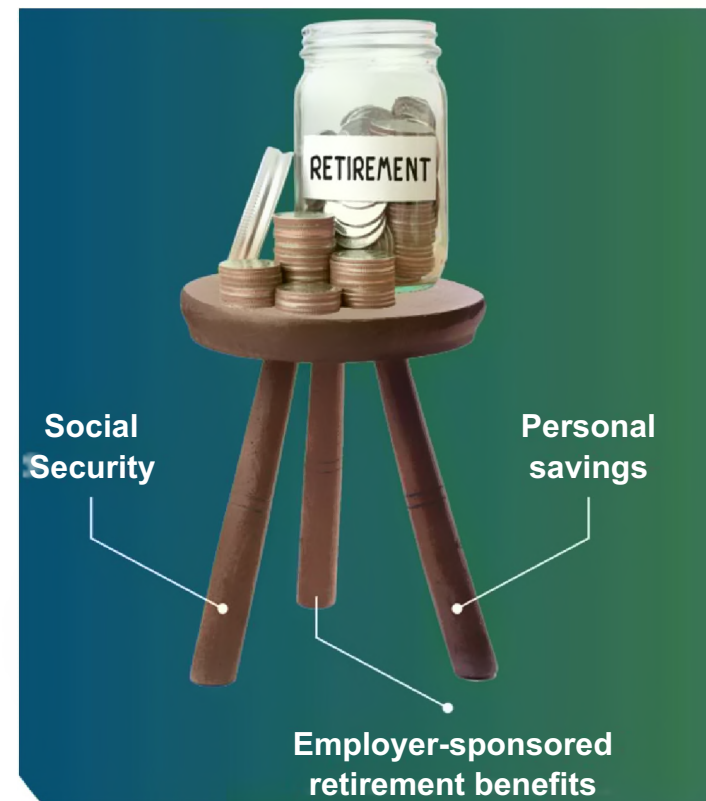 RETIREMENT
Social
Security
Personal
savings
Employer-sponsored
retirement benefits